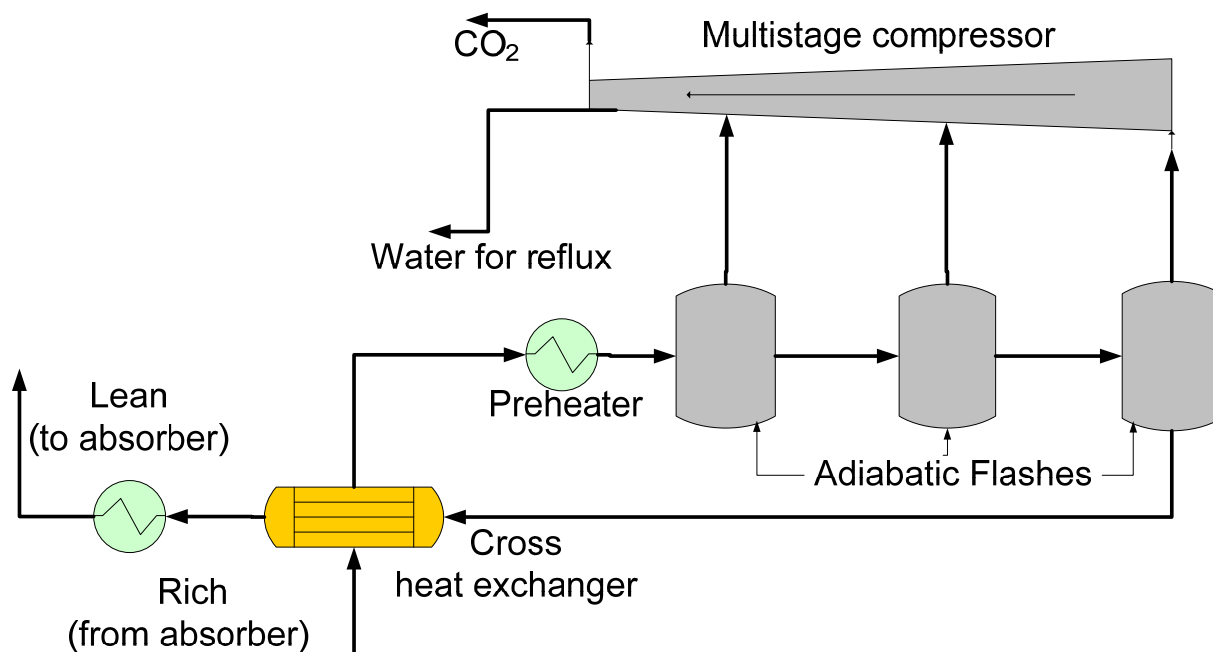 CO2
Multistage compressor
Water for reflux
Preheater
Lean
(to absorber)
Adiabatic Flashes
Cross
heat exchanger
Rich
(from absorber)